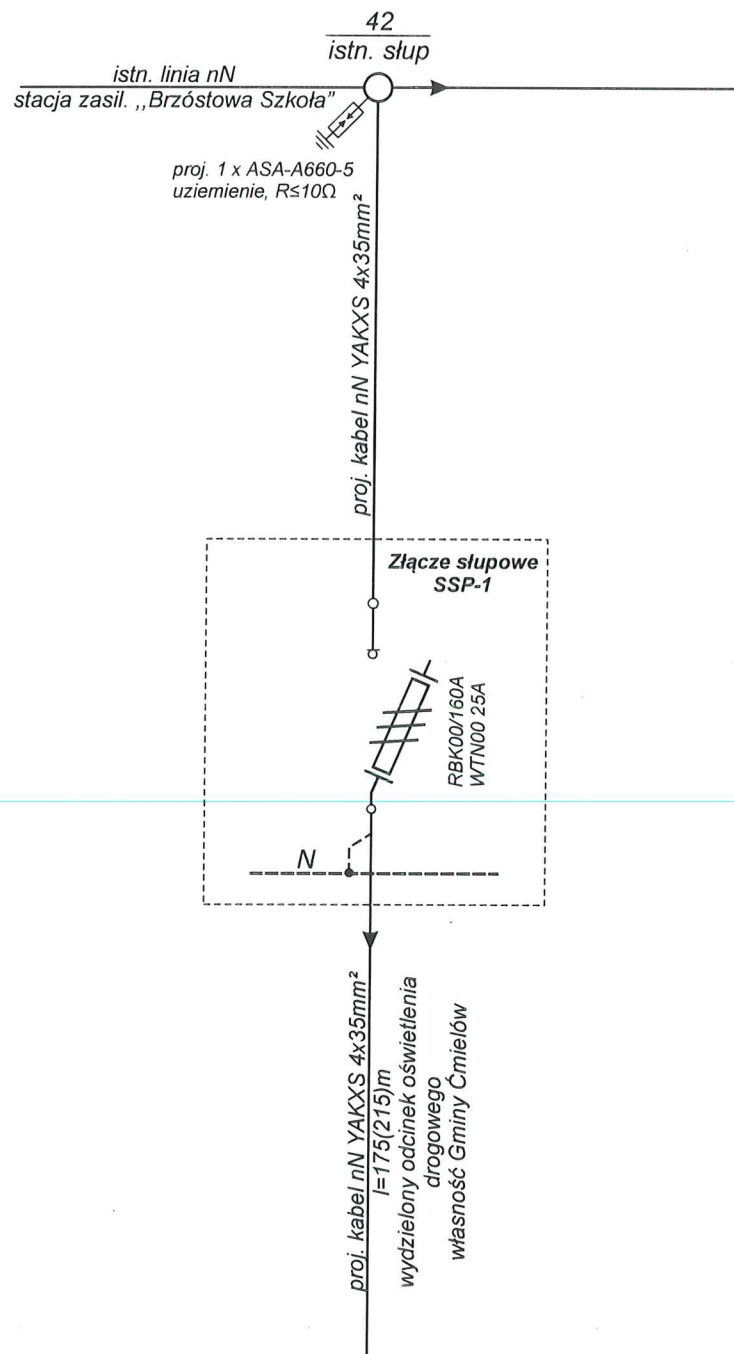 42
istn. słup
istn. linia nN
stacja zasil. ,,Brzóstowa Szkoła”
proj. 1 x ASA-A660-5
uziemienie, R≤10Ω
proj. kabel nN YAKXS 4x35mm²
Złącze słupowe
SSP-1
RBK00/160A
WTN00 25A
N
proj. kabel nN YAKXS 4x35mm²
l=175(215)m
wydzielony odcinek oświetlenia
drogowego
własność Gminy Ćmielów